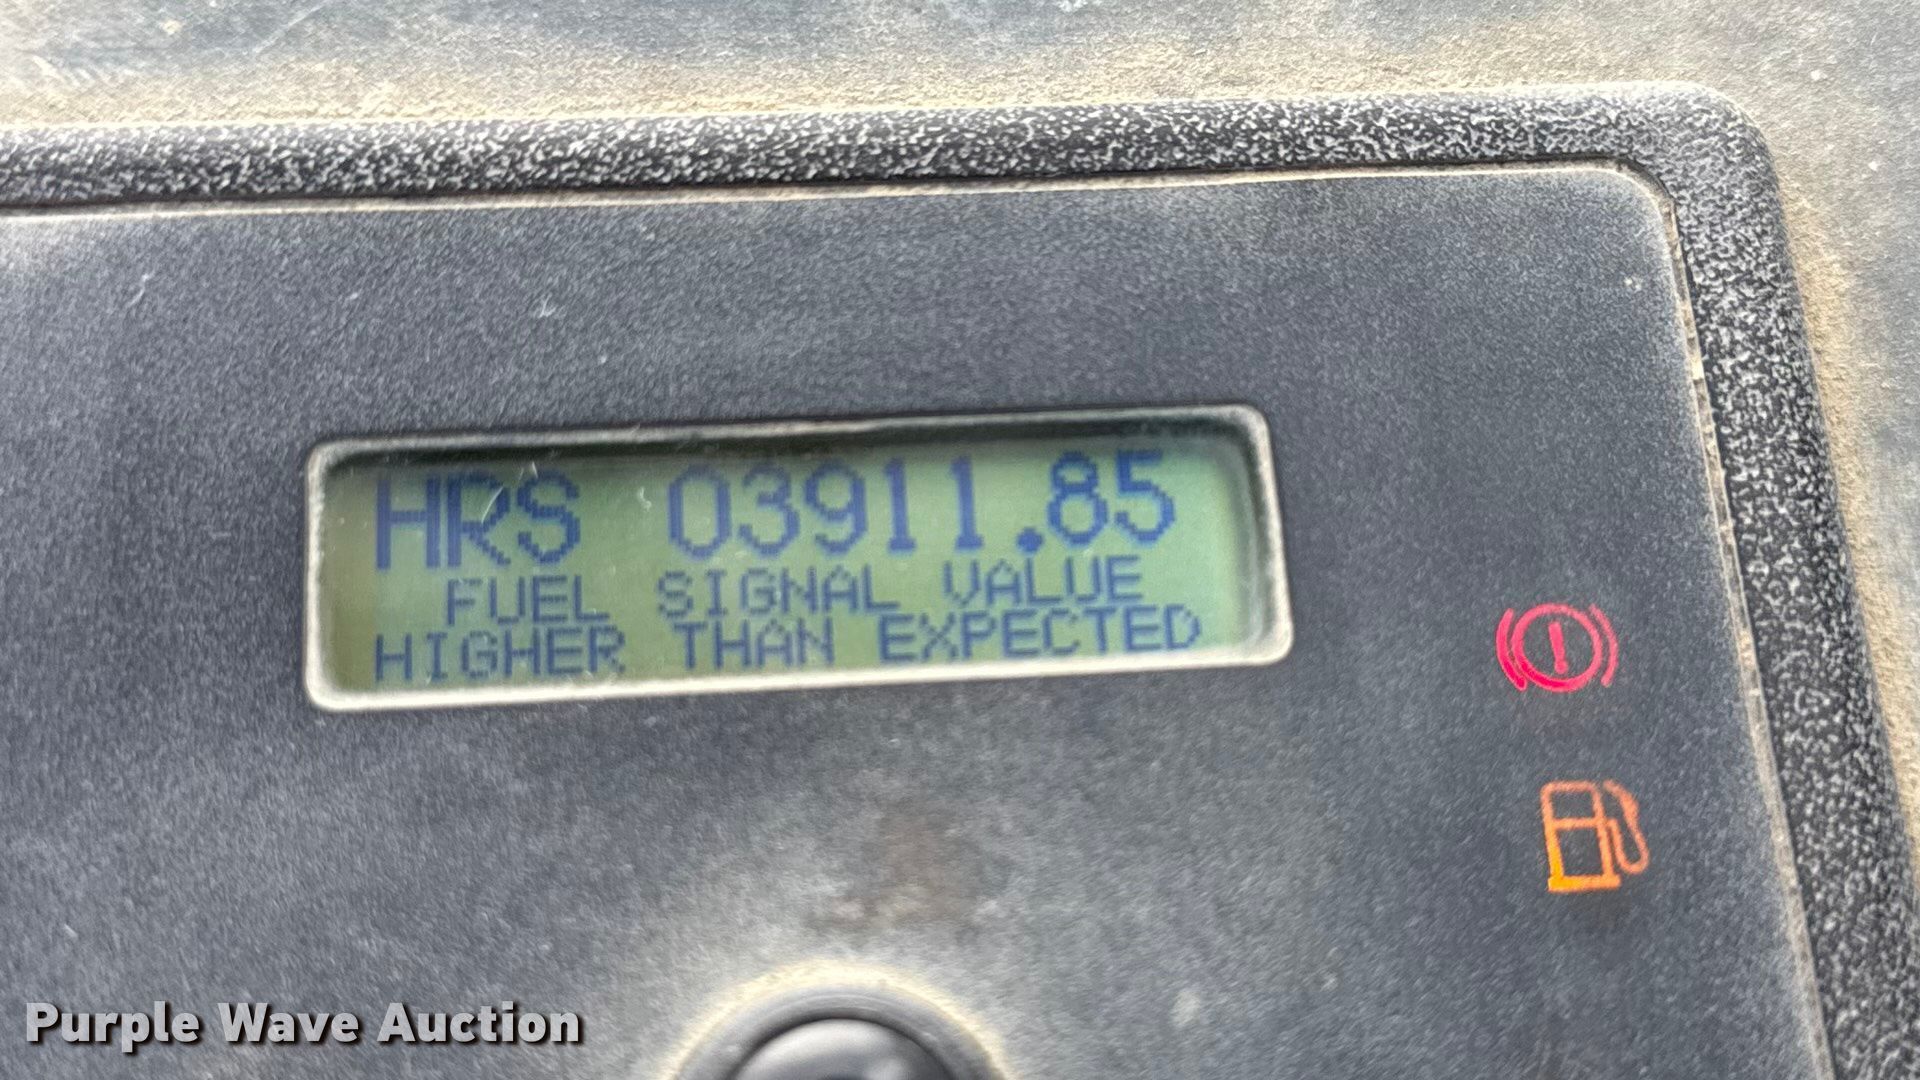 HRS 03911.85
FUEL SIGNAL VALUE
HIGHER THAN EXPECTED
Purple Wave Auction